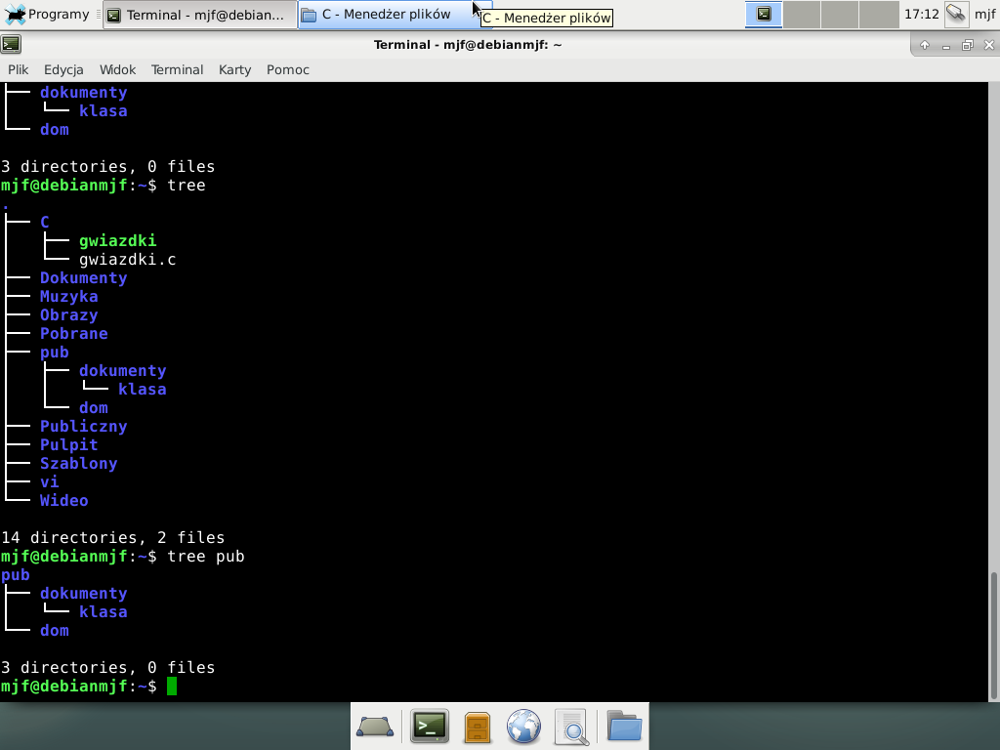 Programy Terminal - mjf@debian... C - Menedżer plików 17:12 mjf
C - Menedżer plików
Terminal - mjf@debianmjf: ~
Plik Edycja Widok Terminal Karty Pomoc
├── dokumenty
│   └── klasa
└── dom
3 directories, 0 files
mjf@debianmjf:~$ tree
.
├── C
│   ├── gwiazdki
│   └── gwiazdki.c
├── Dokumenty
├── Muzyka
├── Obrazy
├── Pobrane
├── pub
│   ├── dokumenty
│   │   └── klasa
│   └── dom
├── Publiczny
├── Pulpit
├── Szablony
├── vi
└── Wideo
14 directories, 2 files
mjf@debianmjf:~$ tree pub
pub
├── dokumenty
│   └── klasa
└── dom
3 directories, 0 files
mjf@debianmjf:~$